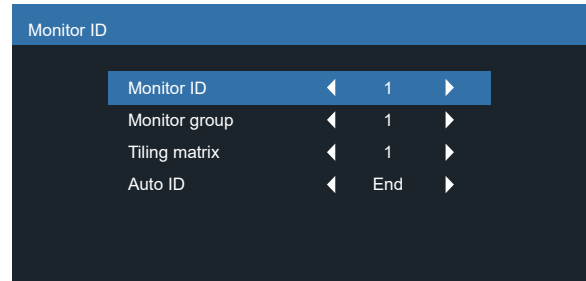 Monitor ID
Monitor ID 1
Monitor group 1
Tiling matrix 1
Auto ID End